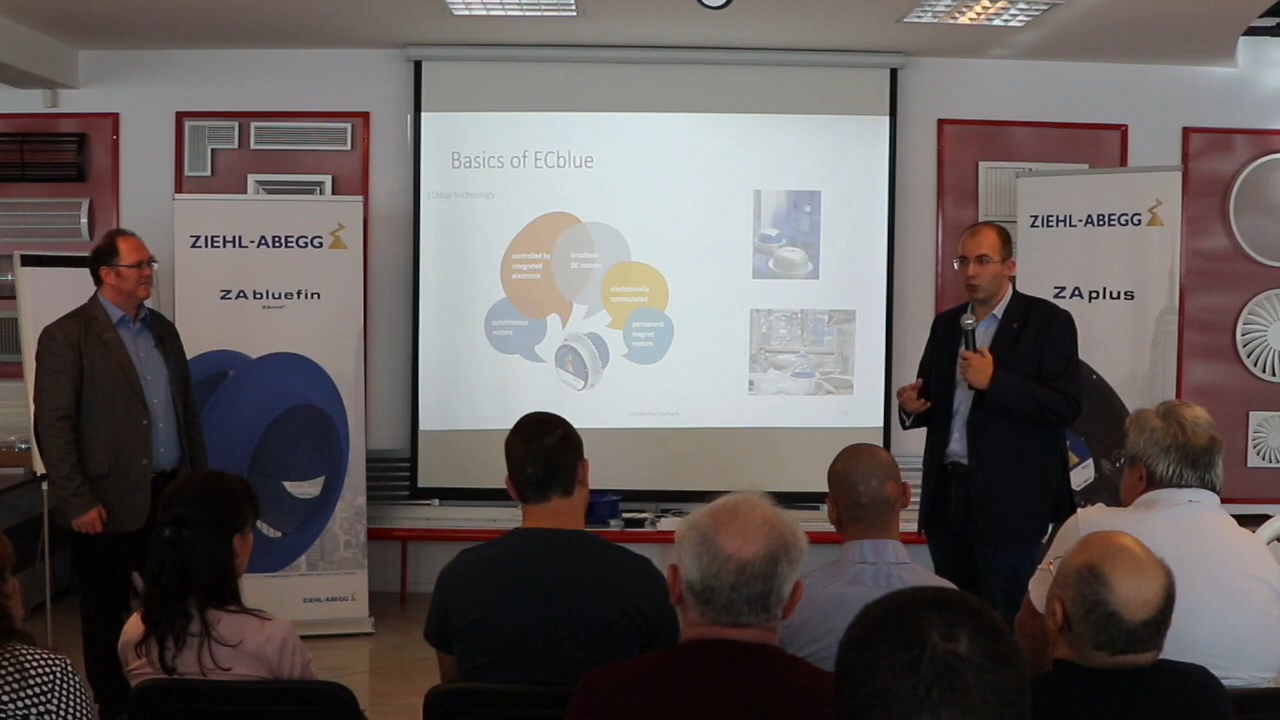 Basics of ECblue
ECblue technology
controlled by
integrated
electronic
brushless
DC motors
electronically
commutated
synchronous
motors
permanent
magnet
motors
ZIEHL-ABEGG
ZAbluefin
ZIEHL-ABEGG
ZIEHL-ABEGG
ZAplus